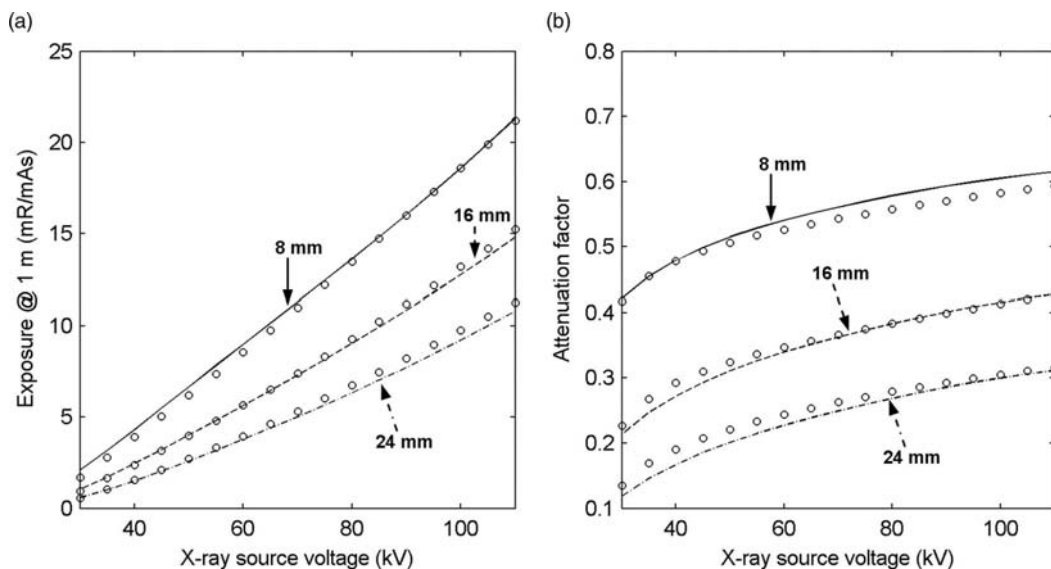 (a)
25
20
15
10
5
0
40
60
80
100
Exposure @ 1 m (mR/mAs)
X-ray source voltage (kV)
8 mm
16 mm
24 mm
(b)
0.8
0.7
0.6
0.5
0.4
0.3
0.2
0.1
40
60
80
100
Attenuation factor
X-ray source voltage (kV)
8 mm
16 mm
24 mm